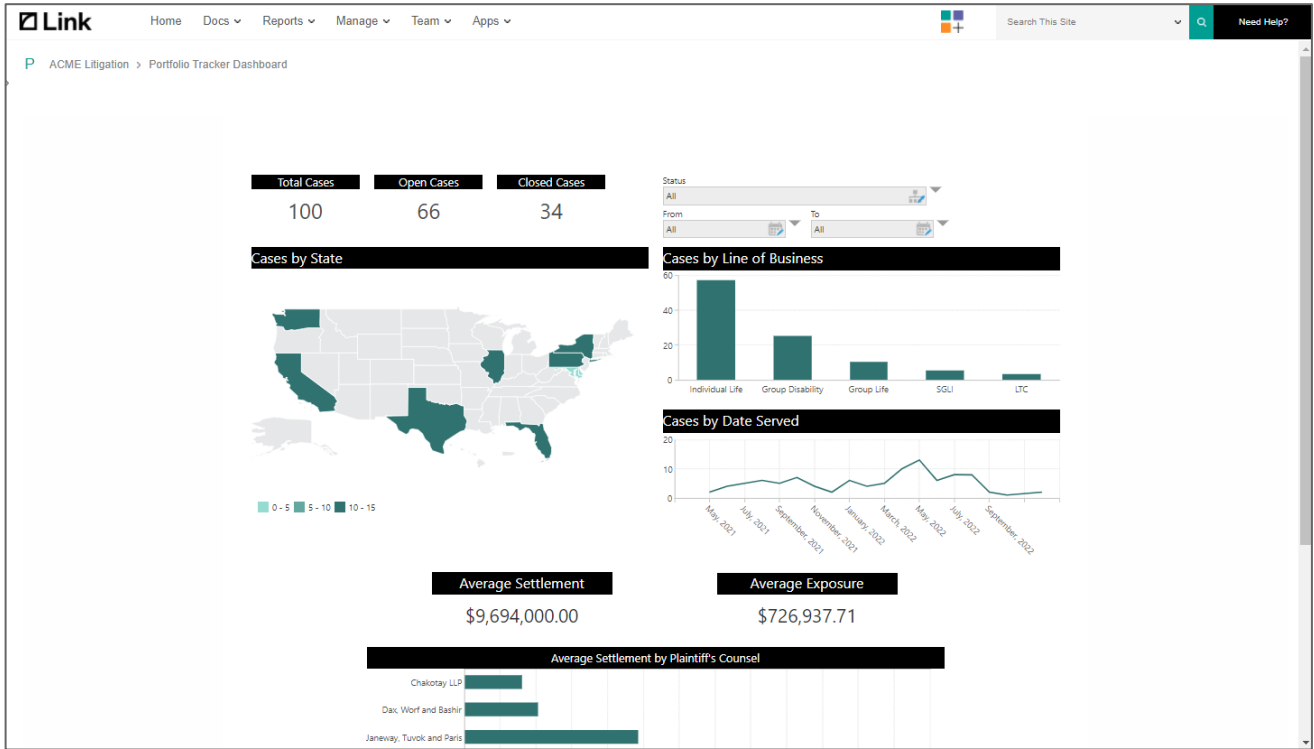 Link
Home Docs Reports Manage Team Apps
Search This Site
Need Help?
P ACME Litigation > Portfolio Tracker Dashboard
Total Cases Open Cases Closed Cases
100 66 34
Status
All
From To
All All
Cases by State
0 - 5 5 - 10 10 - 15
Cases by Line of Business
60
40
20
0
Individual Life Group Disability Group Life SGLI LTC
Cases by Date Served
20
10
0
May, 2021 July, 2021 September, 2021 November, 2021 January, 2022 March, 2022 May, 2022 July, 2022 September, 2022
Average Settlement Average Exposure
$9,694,000.00 $726,937.71
Average Settlement by Plaintiff's Counsel
Chakotay LLP
Dax, Worf and Bashir
Janeway, Tuvok and Paris